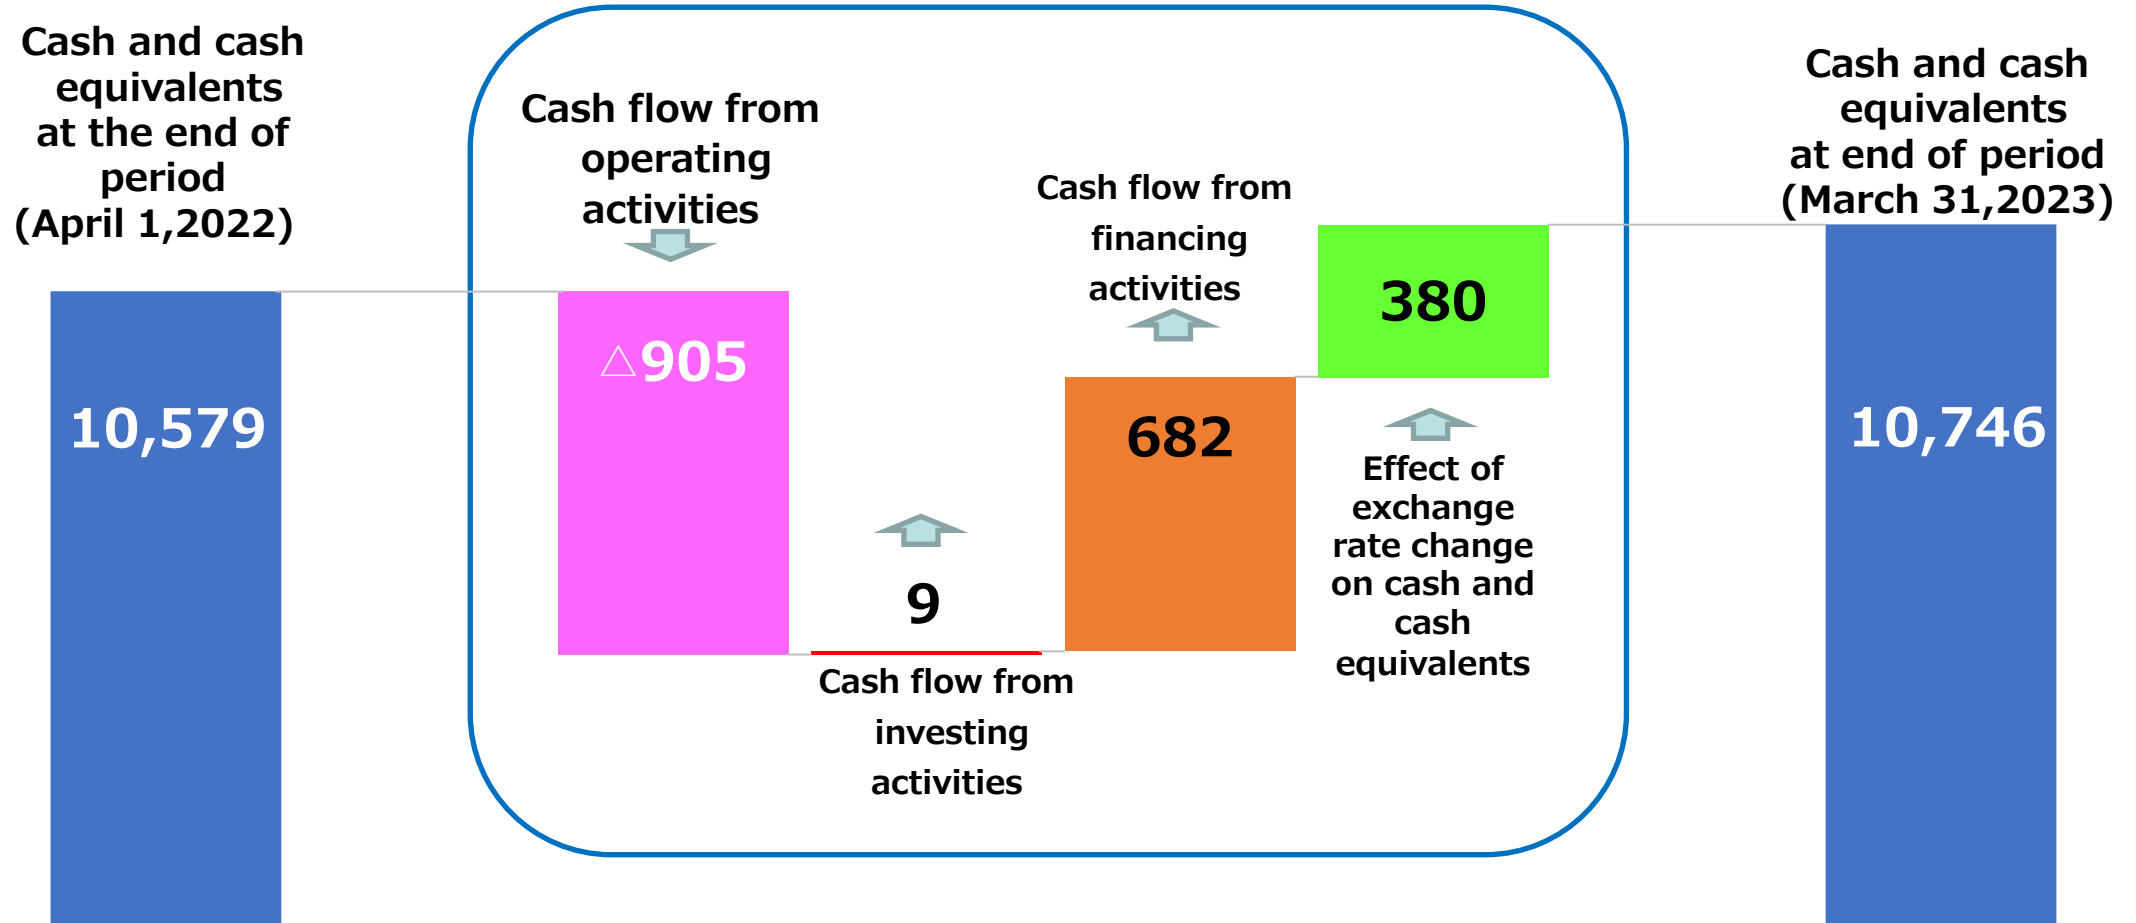 Cash and cash
equivalents
at the end of
period
(April 1,2022)
10,579
Cash flow from
operating
activities
△905
9
Cash flow from
investing
activities
Cash flow from
financing
activities
682
380
Effect of
exchange
rate change
on cash and
cash
equivalents
Cash and cash
equivalents
at end of period
(March 31,2023)
10,746